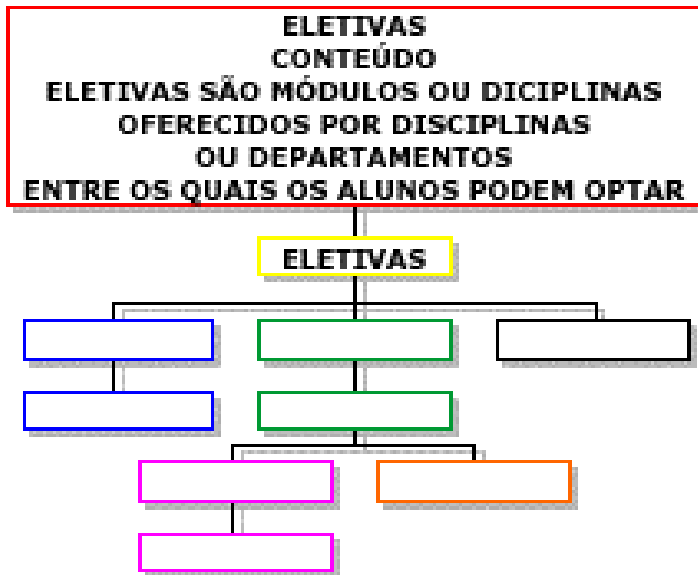 ELETIVAS
CONTEÚDO
ELETIVAS SÃO MÓDULOS OU DICIPLINAS
OFERECIDOS POR DISCIPLINAS
OU DEPARTAMENTOS
ENTRE OS QUAIS OS ALUNOS PODEM OPTAR
ELETIVAS